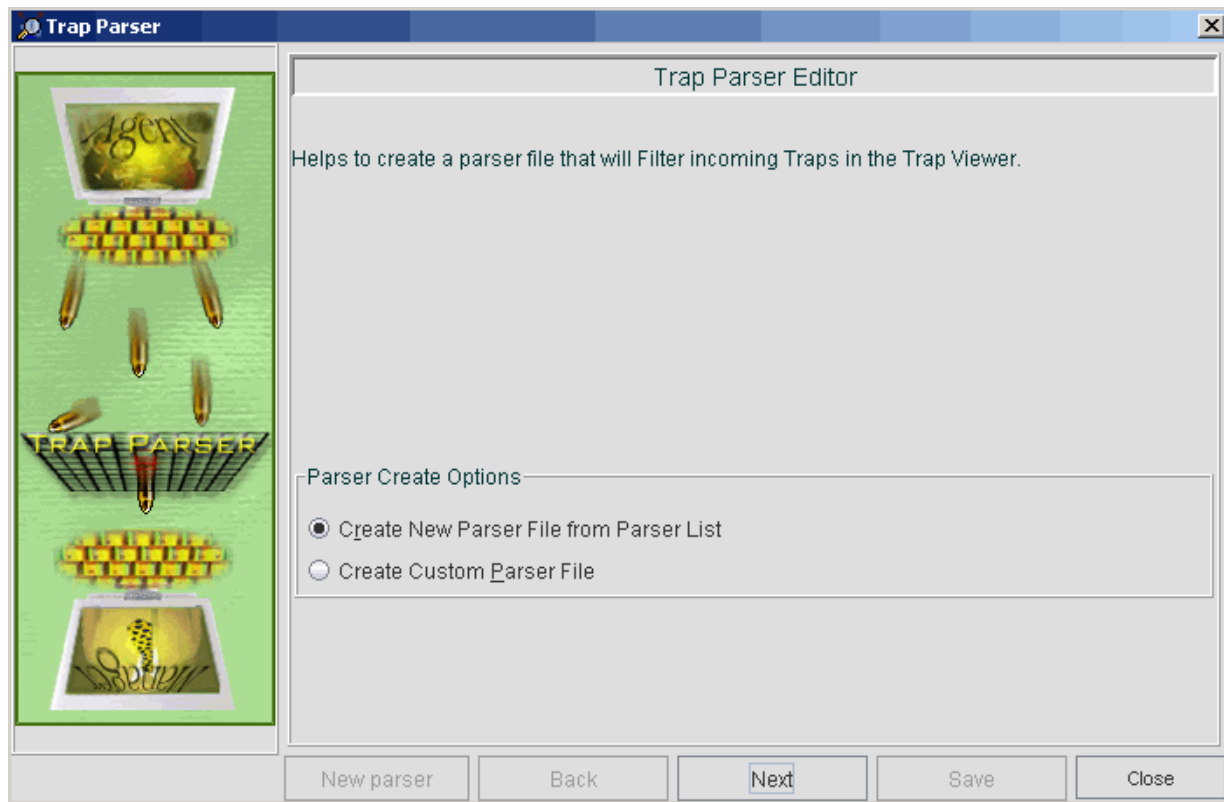 Trap Parser
Agent
TRAP PARSER
Manager
Trap Parser Editor
Helps to create a parser file that will Filter incoming Traps in the Trap Viewer.
Parser Create Options
Create New Parser File from Parser List
Create Custom Parser File
New parser
Back
Next
Save
Close